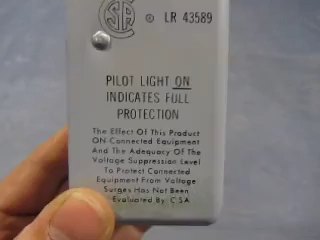 CSA ® LR 43589
PILOT LIGHT ON
INDICATES FULL
PROTECTION
The Effect Of This Product
ON Connected Equipment
And The Adequacy Of The
Voltage Suppression Level
To Protect Connected
Equipment From Voltage
Surges Has Not Been
Evaluated By CSA